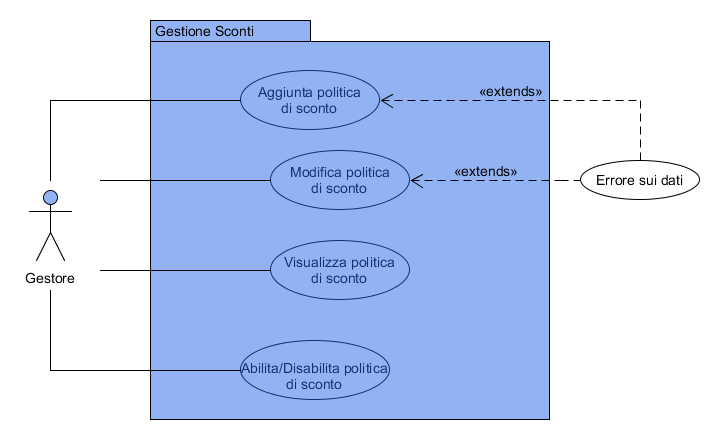 Gestione Sconti
Aggiunta politica
di sconto
«extends»
Modifica politica
di sconto
«extends»
Errore sui dati
Gestore
Visualizza politica
di sconto
Abilita/Disabilita politica
di sconto